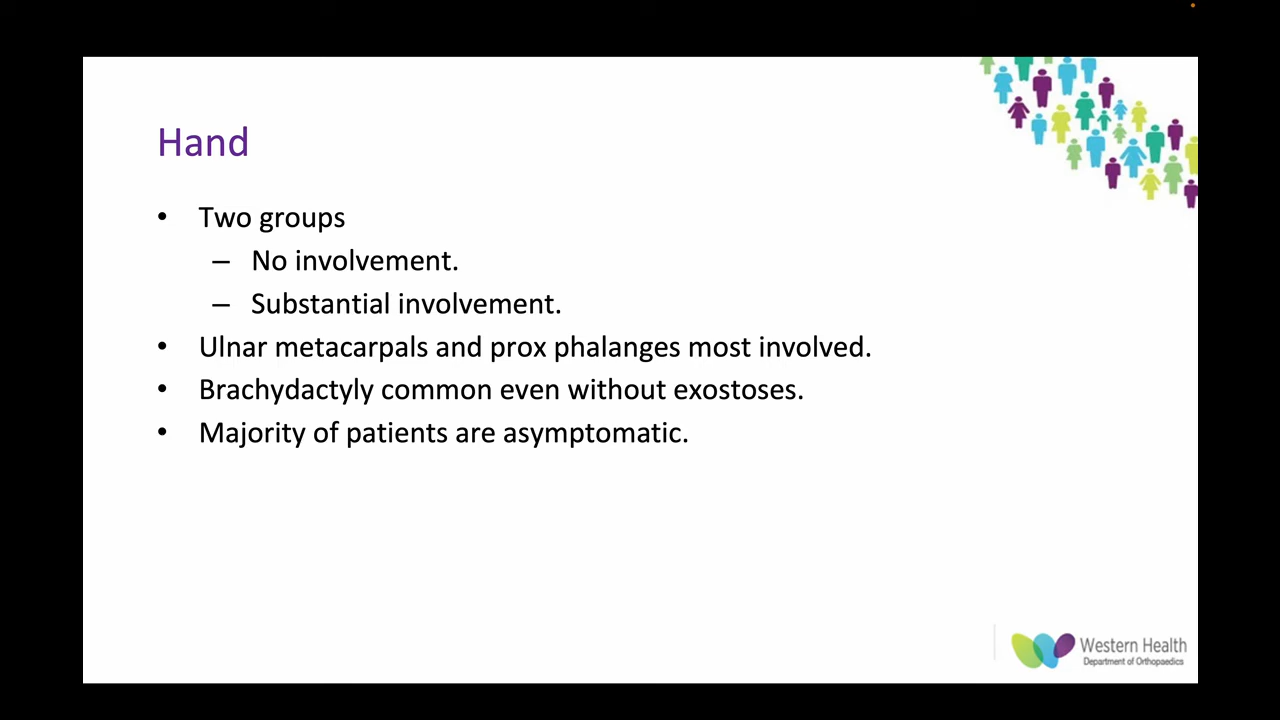 Hand
• Two groups
– No involvement.
– Substantial involvement.
• Ulnar metacarpals and prox phalanges most involved.
• Brachydactyly common even without exostoses.
• Majority of patients are asymptomatic.
Western Health
Department of Orthopaedics